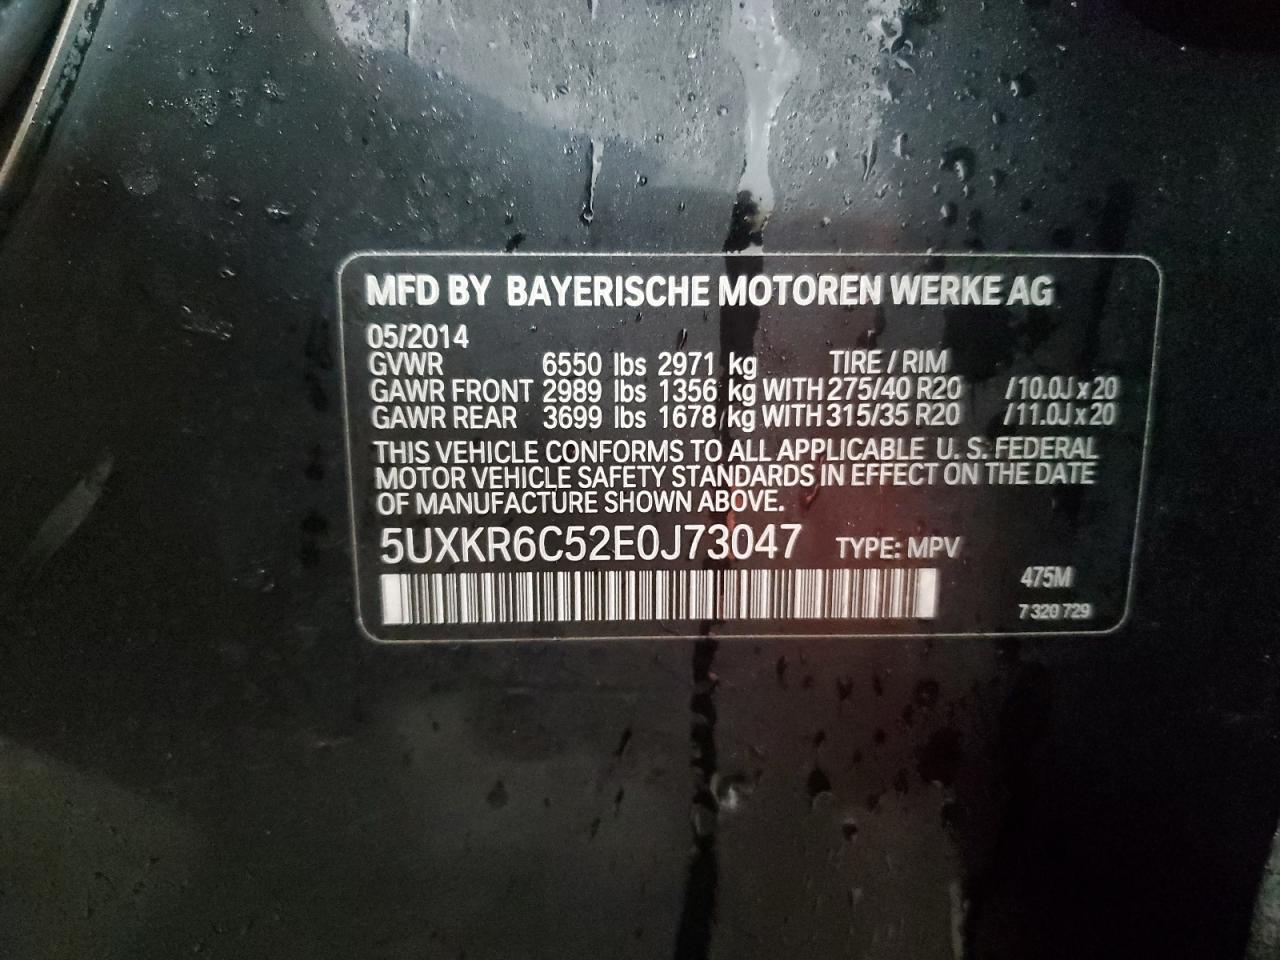 MFD BY BAYERISCHE MOTOREN WERKE AG
05/2014
GVWR 6550 lbs 2971 kg TIRE / RIM
GAWR FRONT 2989 lbs 1356 kg WITH 275/40 R20 /10.0J x 20
GAWR REAR 3699 lbs 1678 kg WITH 315/35 R20 /11.0J x 20
THIS VEHICLE CONFORMS TO ALL APPLICABLE U. S. FEDERAL
MOTOR VEHICLE SAFETY STANDARDS IN EFFECT ON THE DATE
OF MANUFACTURE SHOWN ABOVE.
5UXKR6C52E0J73047 TYPE: MPV
475M
7 320 729